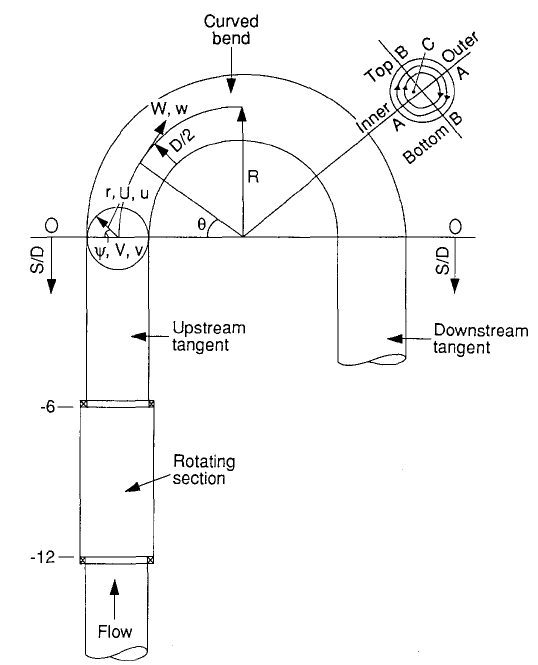 Curved
bend
Top B C Outer
A
Inner
A
Bottom B
W, w
D/2
R
r, U, u
θ
ψ, V, v
O
O
S/D
S/D
Upstream
tangent
Downstream
tangent
-6
Rotating
section
-12
Flow